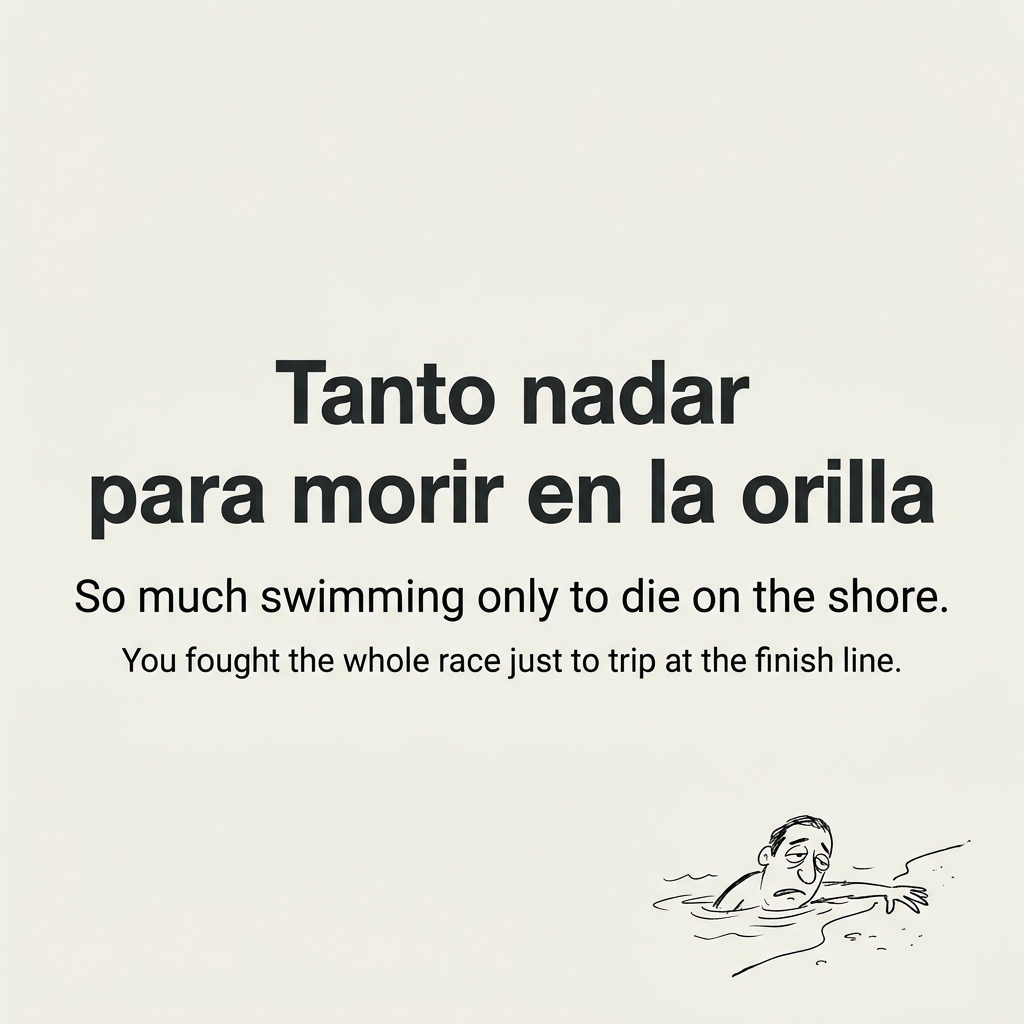 Tanto nadar
para morir en la orilla
So much swimming only to die on the shore.
You fought the whole race just to trip at the finish line.